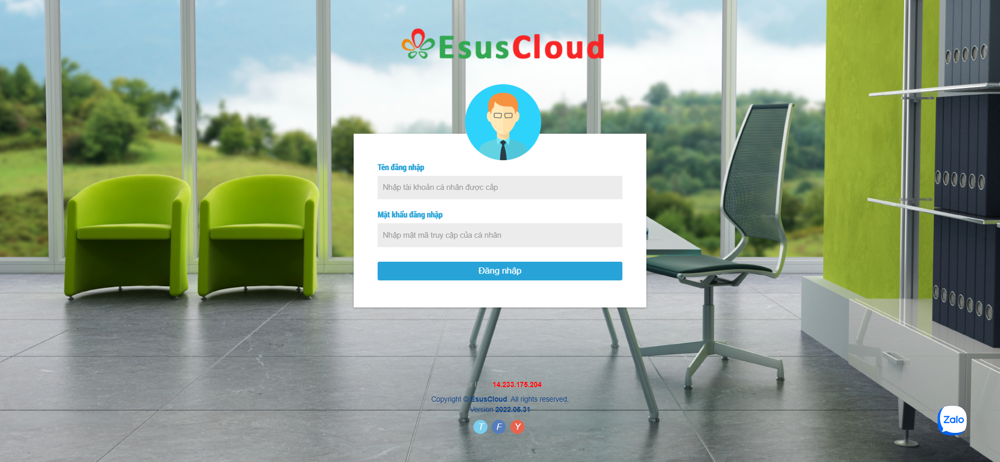 EsusCloud
Tên đăng nhập
Nhập tài khoản cá nhân được cấp
Mật khẩu đăng nhập
Nhập mật mã truy cập của cá nhân
Đăng nhập
Your IP: 14.233.175.204
Copyright © EsusCloud. All rights reserved.
Version 2022.05.31
T F Y
Zalo